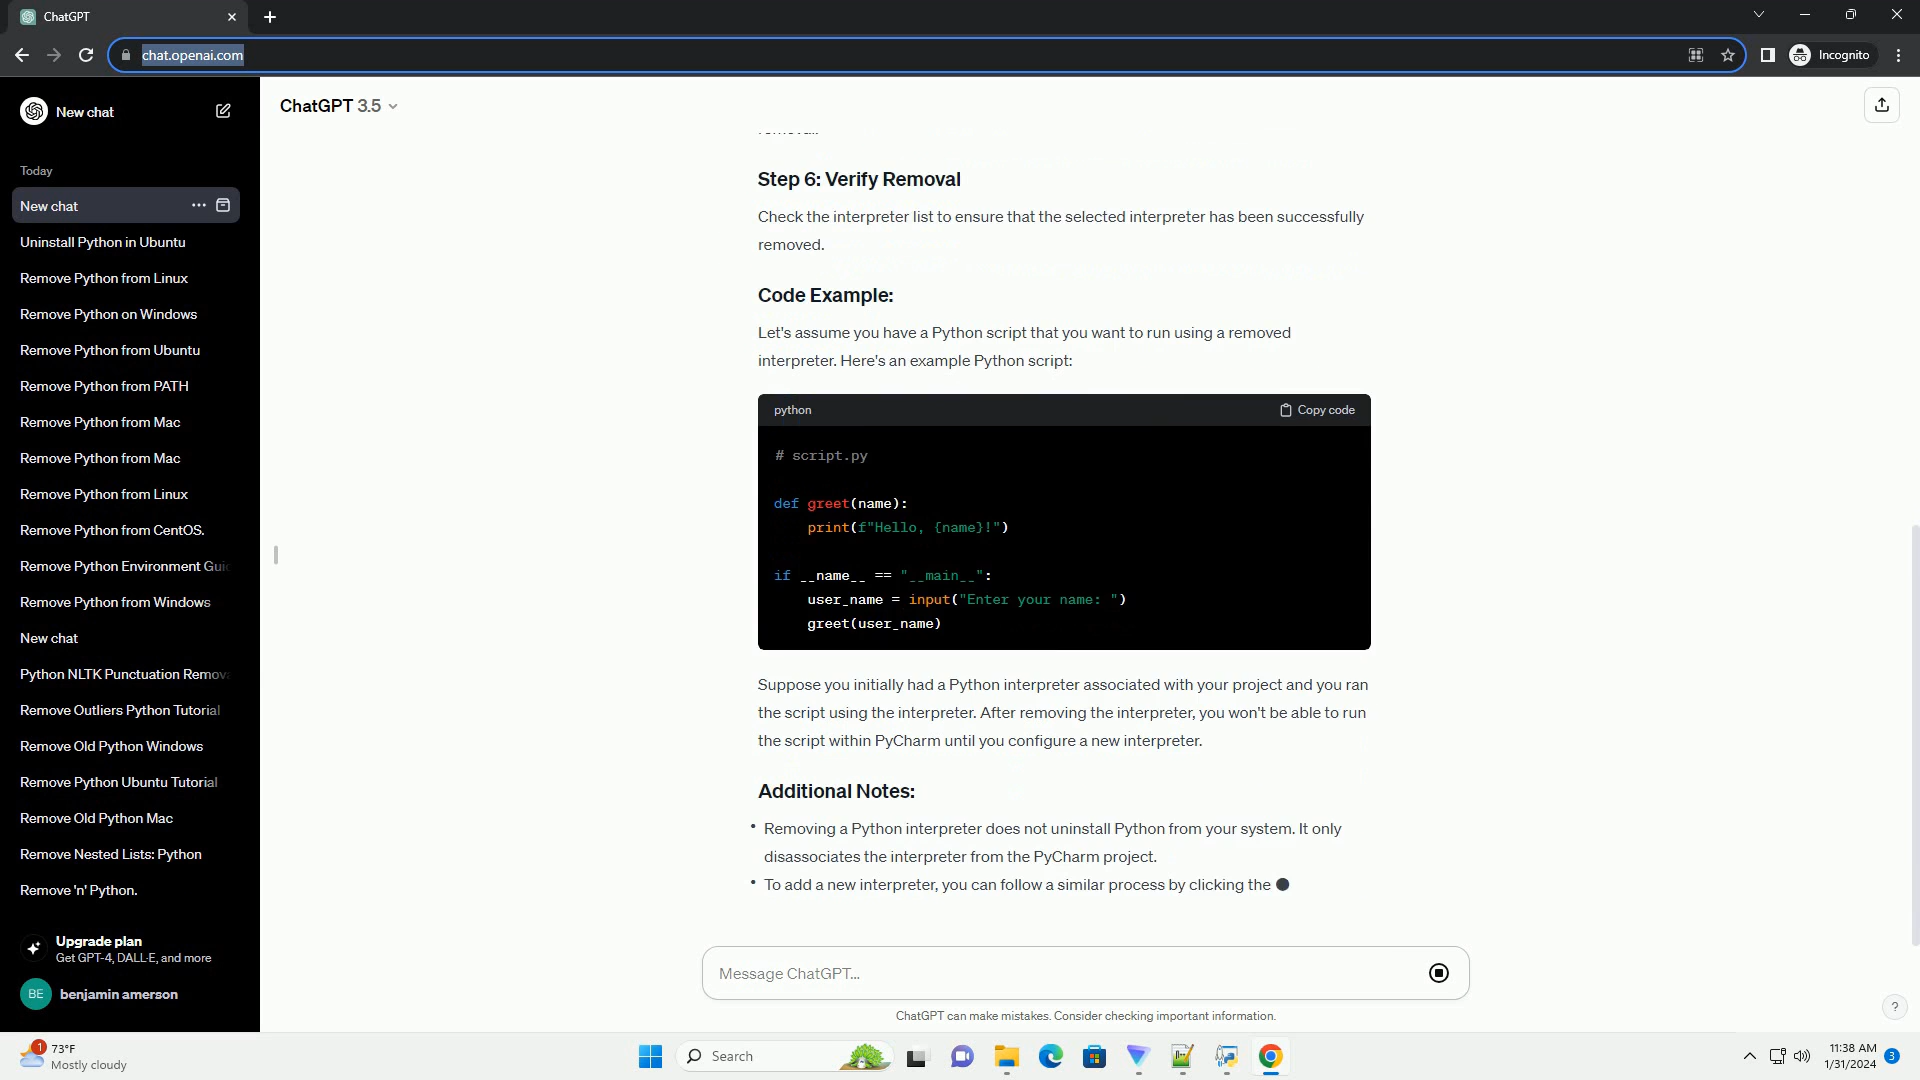 ChatGPT
chat.openai.com
Incognito
New chat
ChatGPT 3.5
Today
New chat
Uninstall Python in Ubuntu
Remove Python from Linux
Remove Python on Windows
Remove Python from Ubuntu
Remove Python from PATH
Remove Python from Mac
Remove Python from Mac
Remove Python from Linux
Remove Python from CentOS.
Remove Python Environment Gui
Remove Python from Windows
New chat
Python NLTK Punctuation Remov
Remove Outliers Python Tutorial
Remove Old Python Windows
Remove Python Ubuntu Tutorial
Remove Old Python Mac
Remove Nested Lists: Python
Remove 'n' Python.
Upgrade plan
Get GPT-4, DALL·E, and more
BE benjamin amerson
Step 6: Verify Removal
Check the interpreter list to ensure that the selected interpreter has been successfully
removed.
Code Example:
Let's assume you have a Python script that you want to run using a removed
interpreter. Here's an example Python script:
python Copy code
# script.py
def greet(name):
print(f"Hello, {name}!")
if __name__ == "__main__":
user_name = input("Enter your name: ")
greet(user_name)
Suppose you initially had a Python interpreter associated with your project and you ran
the script using the interpreter. After removing the interpreter, you won't be able to run
the script within PyCharm until you configure a new interpreter.
Additional Notes:
• Removing a Python interpreter does not uninstall Python from your system. It only
disassociates the interpreter from the PyCharm project.
• To add a new interpreter, you can follow a similar process by clicking the
Message ChatGPT...
ChatGPT can make mistakes. Consider checking important information.
?
1
73°F
Mostly cloudy
Search
11:38 AM
1/31/2024
3